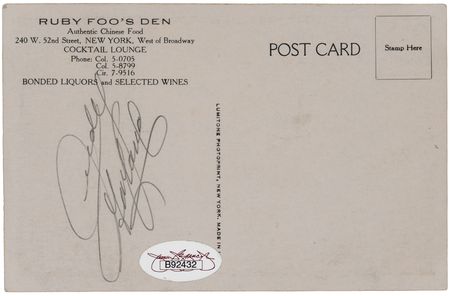 RUBY FOO'S DEN
Authentic Chinese Food
240 W. 52nd Street, NEW YORK, West of Broadway
COCKTAIL LOUNGE
Phone: Col. 5-0705
Col. 5-8799
Cir. 7-9516
BONDED LIQUORS and SELECTED WINES
POST CARD
Stamp Here
Judy
Garland
LUMITONE PHOTOPRINT, NEW YORK. MADE IN
B92432